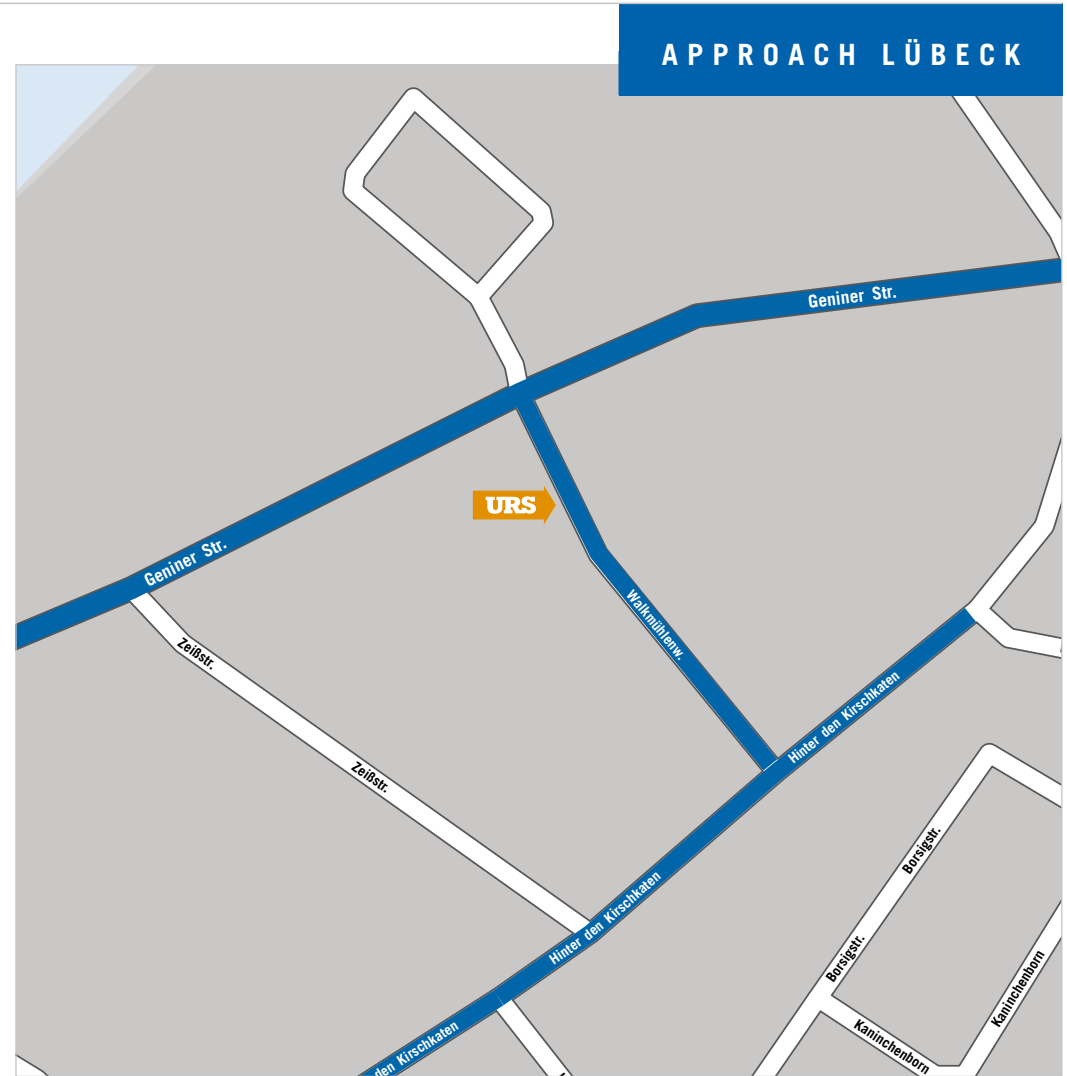 APPROACH LÜBECK
Geniner Str.
URS
Geniner Str.
Walkmühlenw.
Zeißstr.
Hinter den Kirschkaten
Zeißstr.
Borsigstr.
Hinter den Kirschkaten
Borsigstr.
Kaninchenborn
den Kirschkaten
Kaninchenborn